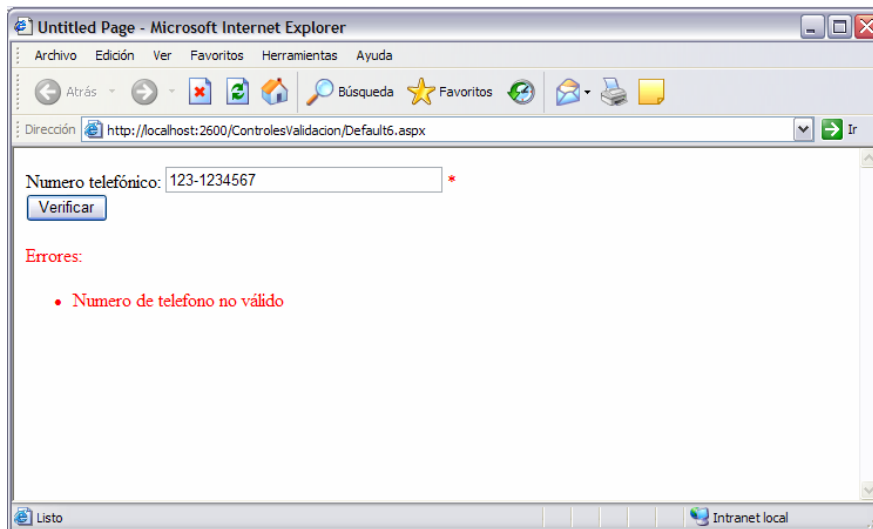 Untitled Page - Microsoft Internet Explorer
Archivo Edición Ver Favoritos Herramientas Ayuda
Atrás Búsqueda Favoritos
Dirección http://localhost:2600/ControlesValidacion/Default6.aspx Ir
Numero telefónico: 123-1234567 *
Verificar
Errores:
• Numero de telefono no válido
Listo Intranet local